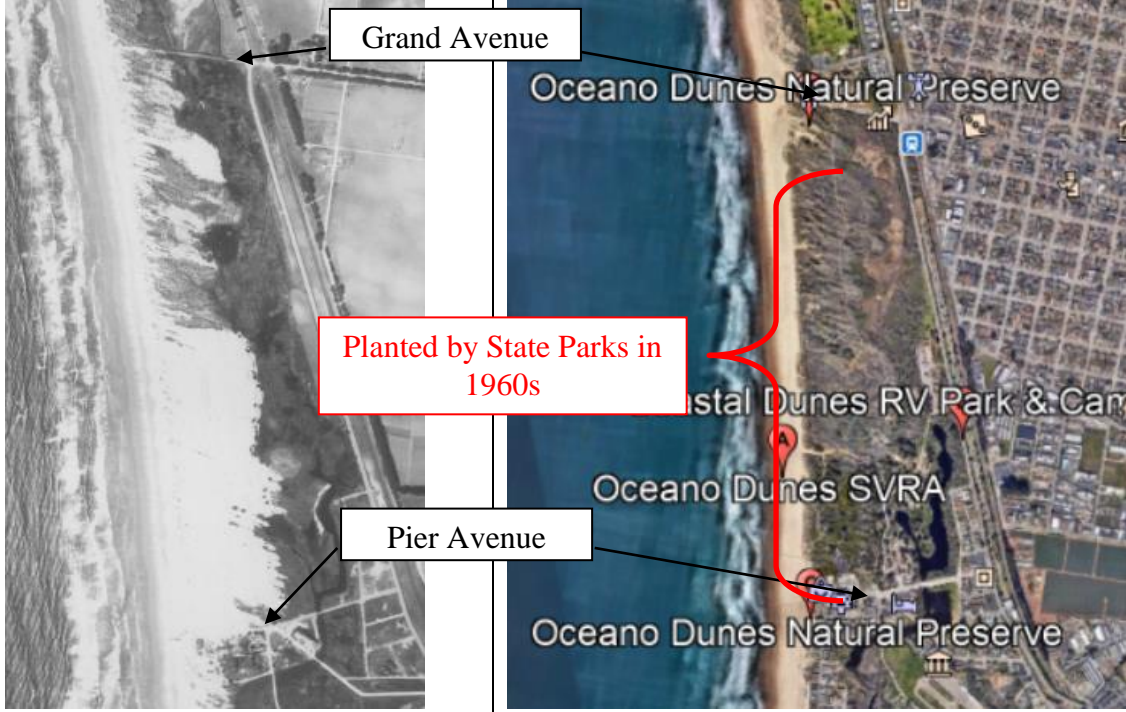 Grand Avenue
Oceano Dunes Natural Preserve
Planted by State Parks in
1960s
astal Dunes RV Park & Cam
A
Oceano Dunes SVRA
Pier Avenue
Oceano Dunes Natural Preserve